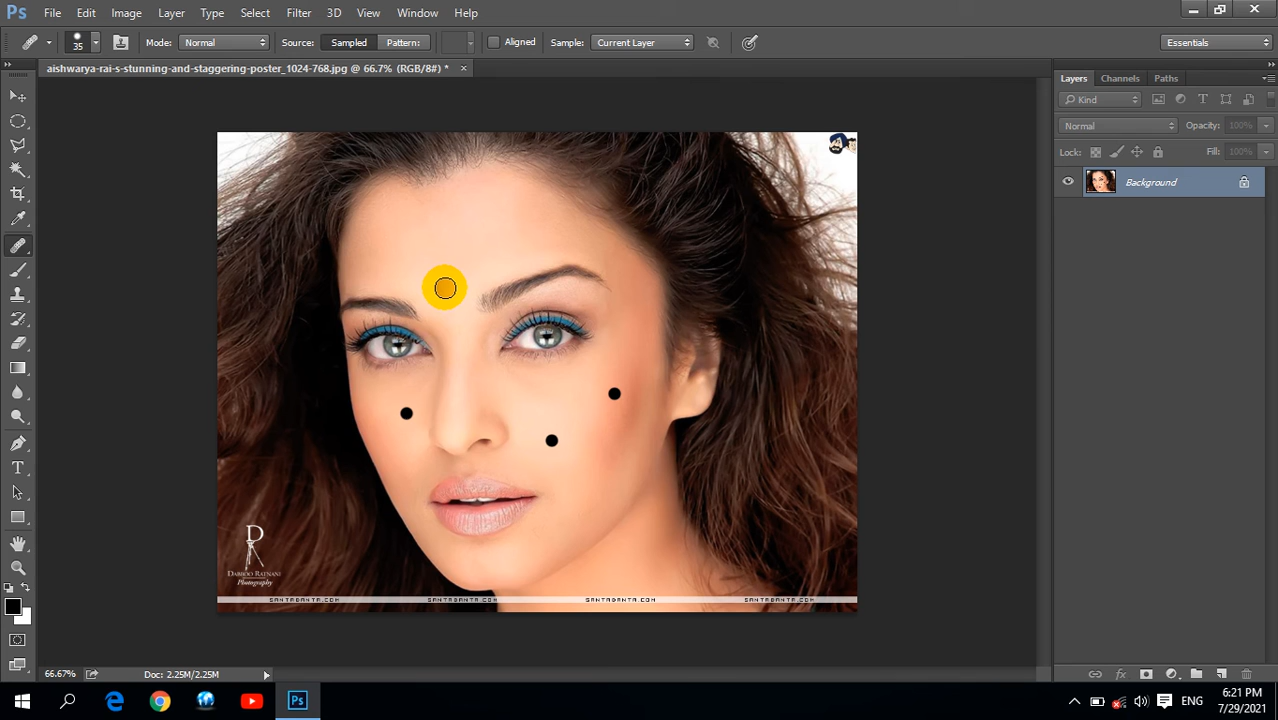 Ps File Edit Image Layer Type Select Filter 3D View Window Help
35 Mode: Normal Source: Sampled Pattern: Aligned Sample: Current Layer Essentials
aishwarya-rai-s-stunning-and-staggering-poster_1024-768.jpg @ 66.7% (RGB/8#) * ×
Layers Channels Paths
Kind
Normal Opacity: 100%
Lock: Fill: 100%
Background
D
R
DABBOO RATNANI
Photography
SANTABANTA.COM SANTABANTA.COM SANTABANTA.COM SANTABANTA.COM
66.67% Doc: 2.25M/2.25M
Ps ENG 6:21 PM
7/29/2021